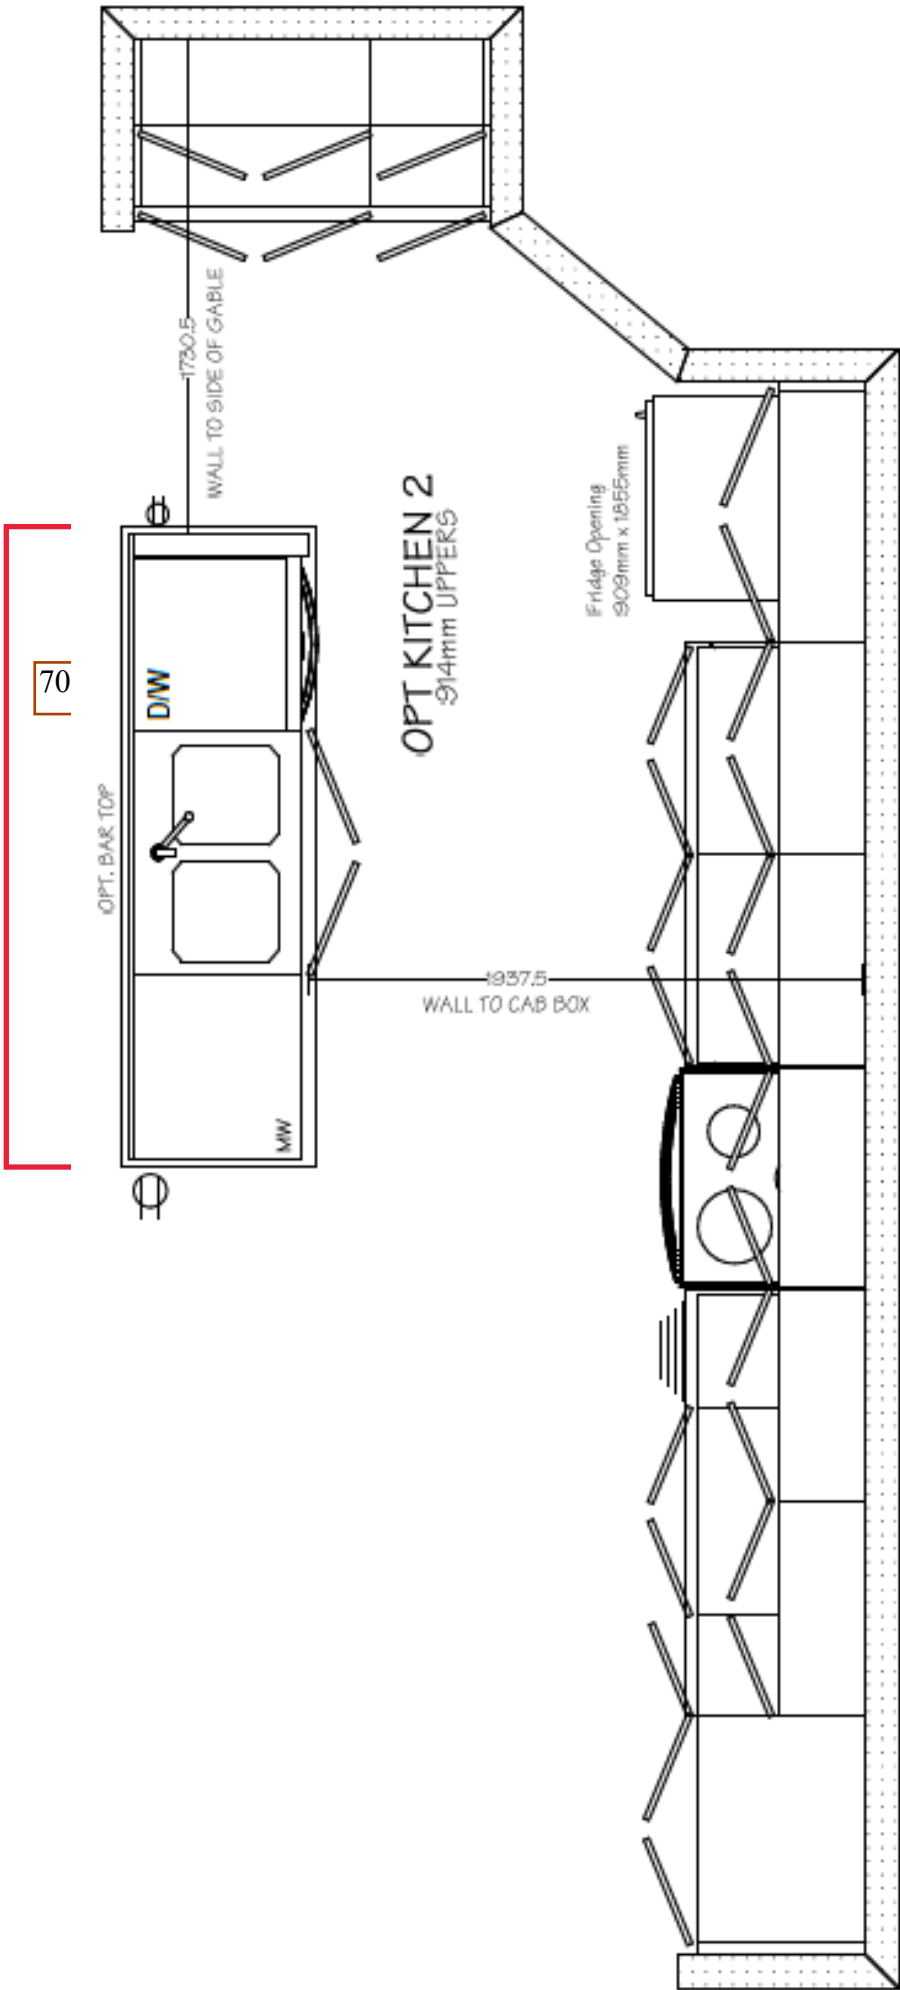 1730.5
WALL TO SIDE OF GABLE
OPT KITCHEN 2
914mm UPPERS
Fridge Opening
909mm x 1855mm
70
D/W
OPT. BAR TOP
1937.5
WALL TO CAB BOX
MW